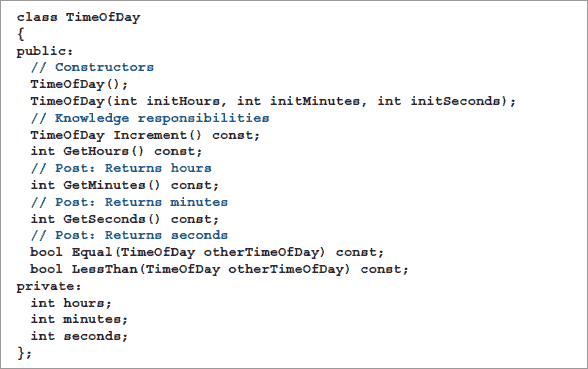 class TimeOfDay
{
public:
// Constructors
TimeOfDay();
TimeOfDay(int initHours, int initMinutes, int initSeconds);
// Knowledge responsibilities
TimeOfDay Increment() const;
int GetHours() const;
// Post: Returns hours
int GetMinutes() const;
// Post: Returns minutes
int GetSeconds() const;
// Post: Returns seconds
bool Equal(TimeOfDay otherTimeOfDay) const;
bool LessThan(TimeOfDay otherTimeOfDay) const;
private:
int hours;
int minutes;
int seconds;
};